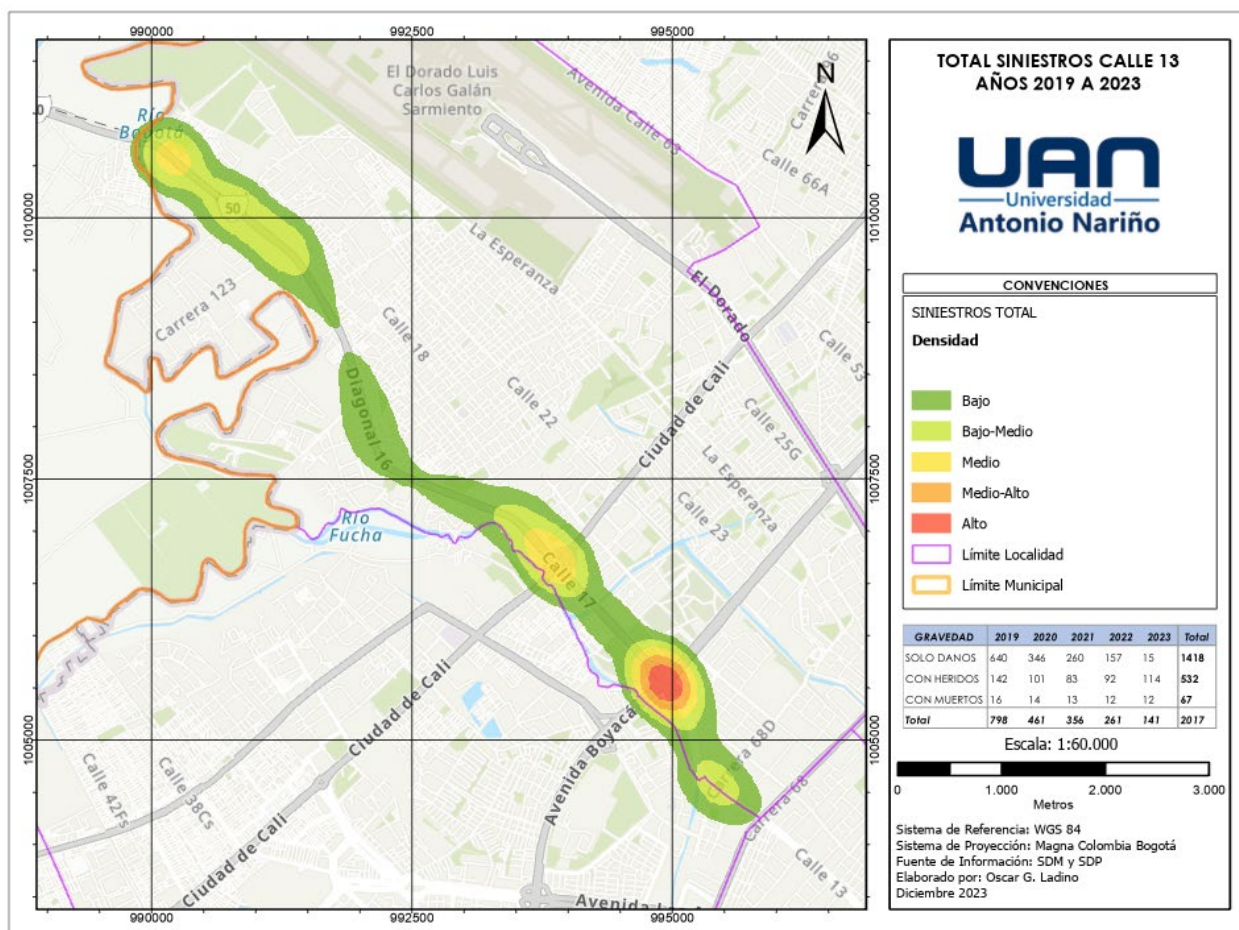 990000
992500
995000
1010000
1007500
1005000
1010000
1007500
1005000
990000
992500
995000
El Dorado Luis
Carlos Galán
Sarmiento
Avenida Calle 63
Calle 66A
N
Río
Bogotá
50
La Esperanza
El Dorado
Carrera 123
Calle 18
Calle 53
Diagonal 16
Calle 22
Ciudad de Cali
Calle 25G
La Esperanza
Calle 23
Río
Fucha
Calle 17
Ciudad de Cali
Avenida Boyacá
Carrera 68D
Carrera 68
Calle 42Fs
Calle 38Cs
Ciudad de Cali
Calle 13
TOTAL SINIESTROS CALLE 13
AÑOS 2019 A 2023
UAN
Universidad
Antonio Nariño
CONVENCIONES
SINIESTROS TOTAL
Densidad
Bajo
Bajo-Medio
Medio
Medio-Alto
Alto
Límite Localidad
Límite Municipal
GRAVEDAD 2019 2020 2021 2022 2023 Total
SOLO DANOS 640 346 260 157 15 1418
CON HERIDOS 142 101 83 92 114 532
CON MUERTOS 16 14 13 12 12 67
Total 798 461 356 261 141 2017
Escala: 1:60.000
0 1.000 2.000 3.000
Metros
Sistema de Referencia: WGS 84
Sistema de Proyección: Magna Colombia Bogotá
Fuente de Información: SDM y SDP
Elaborado por: Oscar G. Ladino
Diciembre 2023